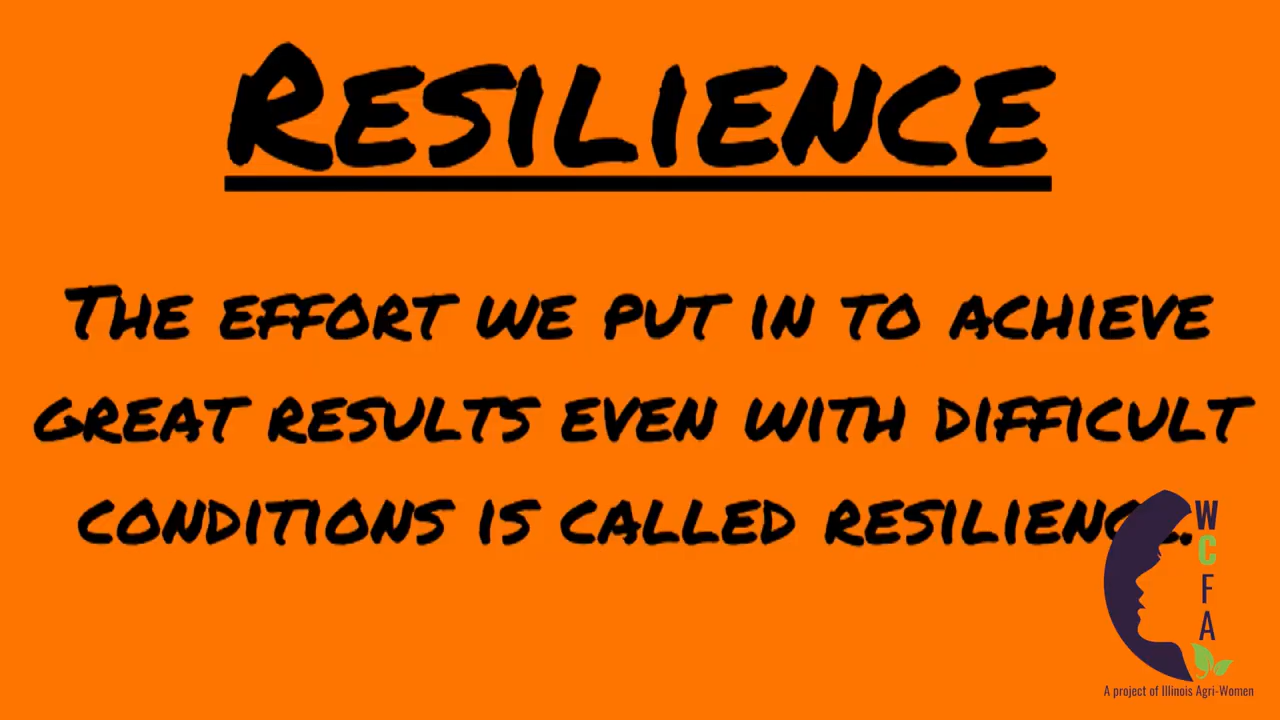 Resilience
The effort we put in to achieve
great results even with difficult
conditions is called resilience.
W
C
F
A
A project of Illinois Agri-Women